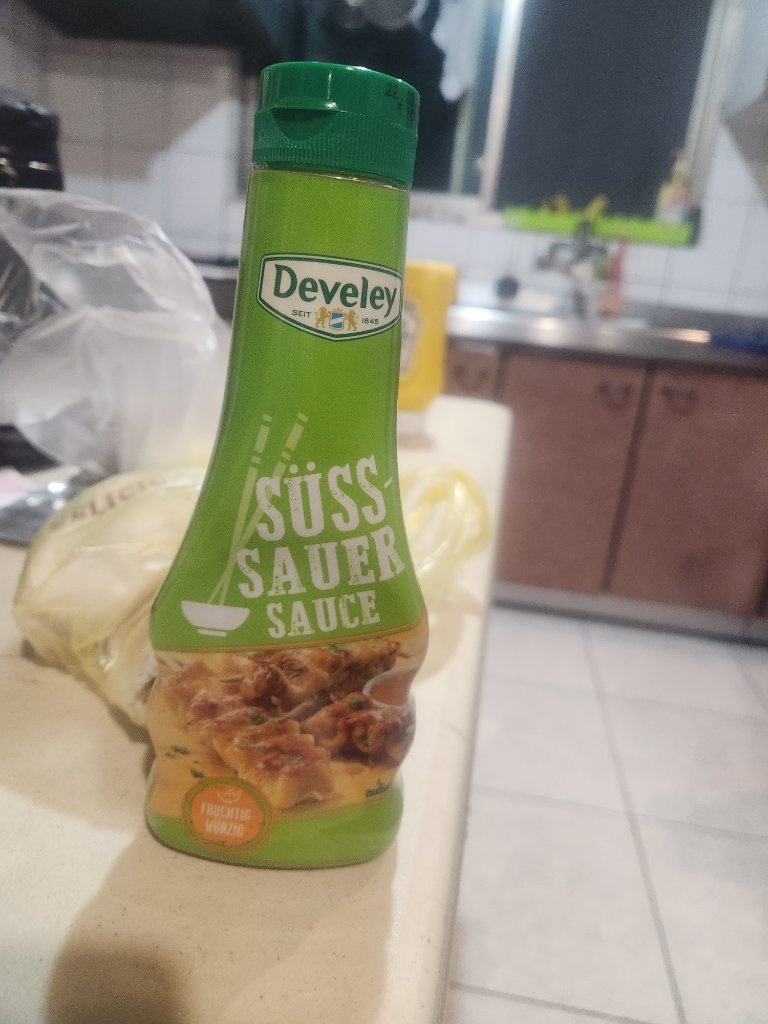 Develey
SEIT 1845
SÜSS-
SAUER
SAUCE
FRUCHTIG-
WÜRZIG